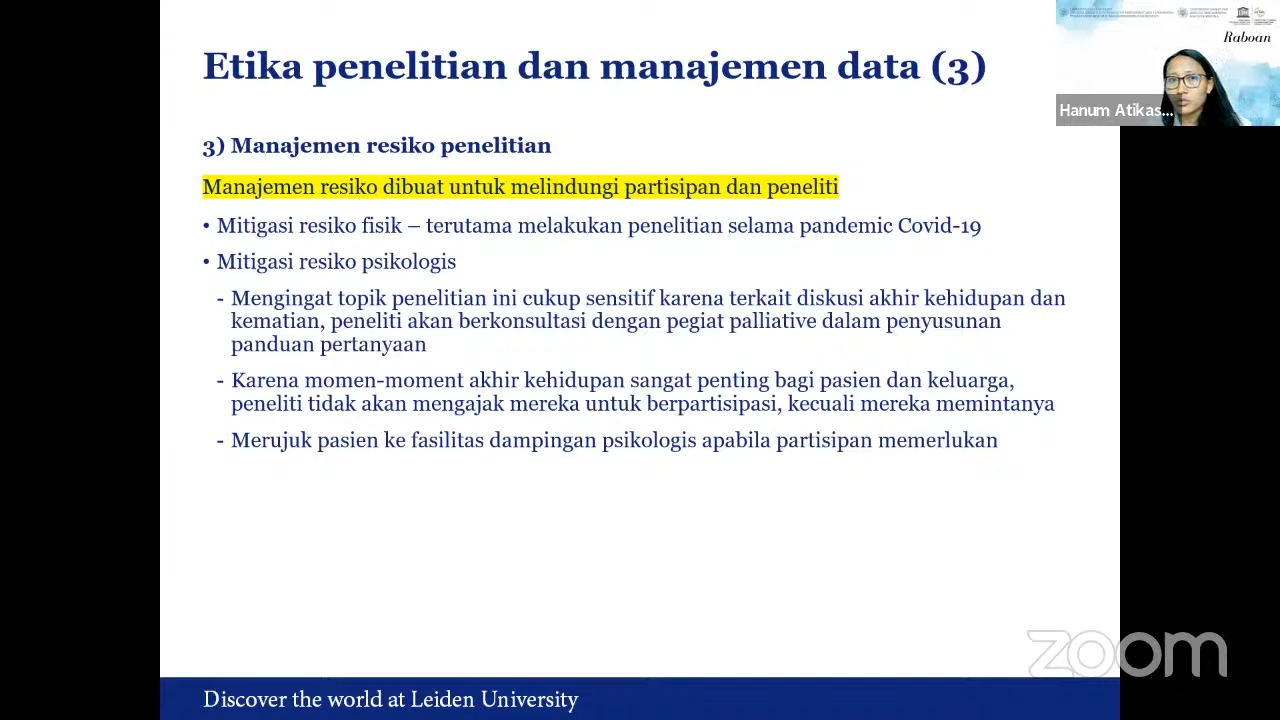 Etika penelitian dan manajemen data (3)
3) Manajemen resiko penelitian
Manajemen resiko dibuat untuk melindungi partisipan dan peneliti
• Mitigasi resiko fisik – terutama melakukan penelitian selama pandemic Covid-19
• Mitigasi resiko psikologis
- Mengingat topik penelitian ini cukup sensitif karena terkait diskusi akhir kehidupan dan
kematian, peneliti akan berkonsultasi dengan pegiat palliative dalam penyusunan
panduan pertanyaan
- Karena momen-moment akhir kehidupan sangat penting bagi pasien dan keluarga,
peneliti tidak akan mengajak mereka untuk berpartisipasi, kecuali mereka memintanya
- Merujuk pasien ke fasilitas dampingan psikologis apabila partisipan memerlukan
Discover the world at Leiden University
Raboan
Hanum Atikas...
zoom